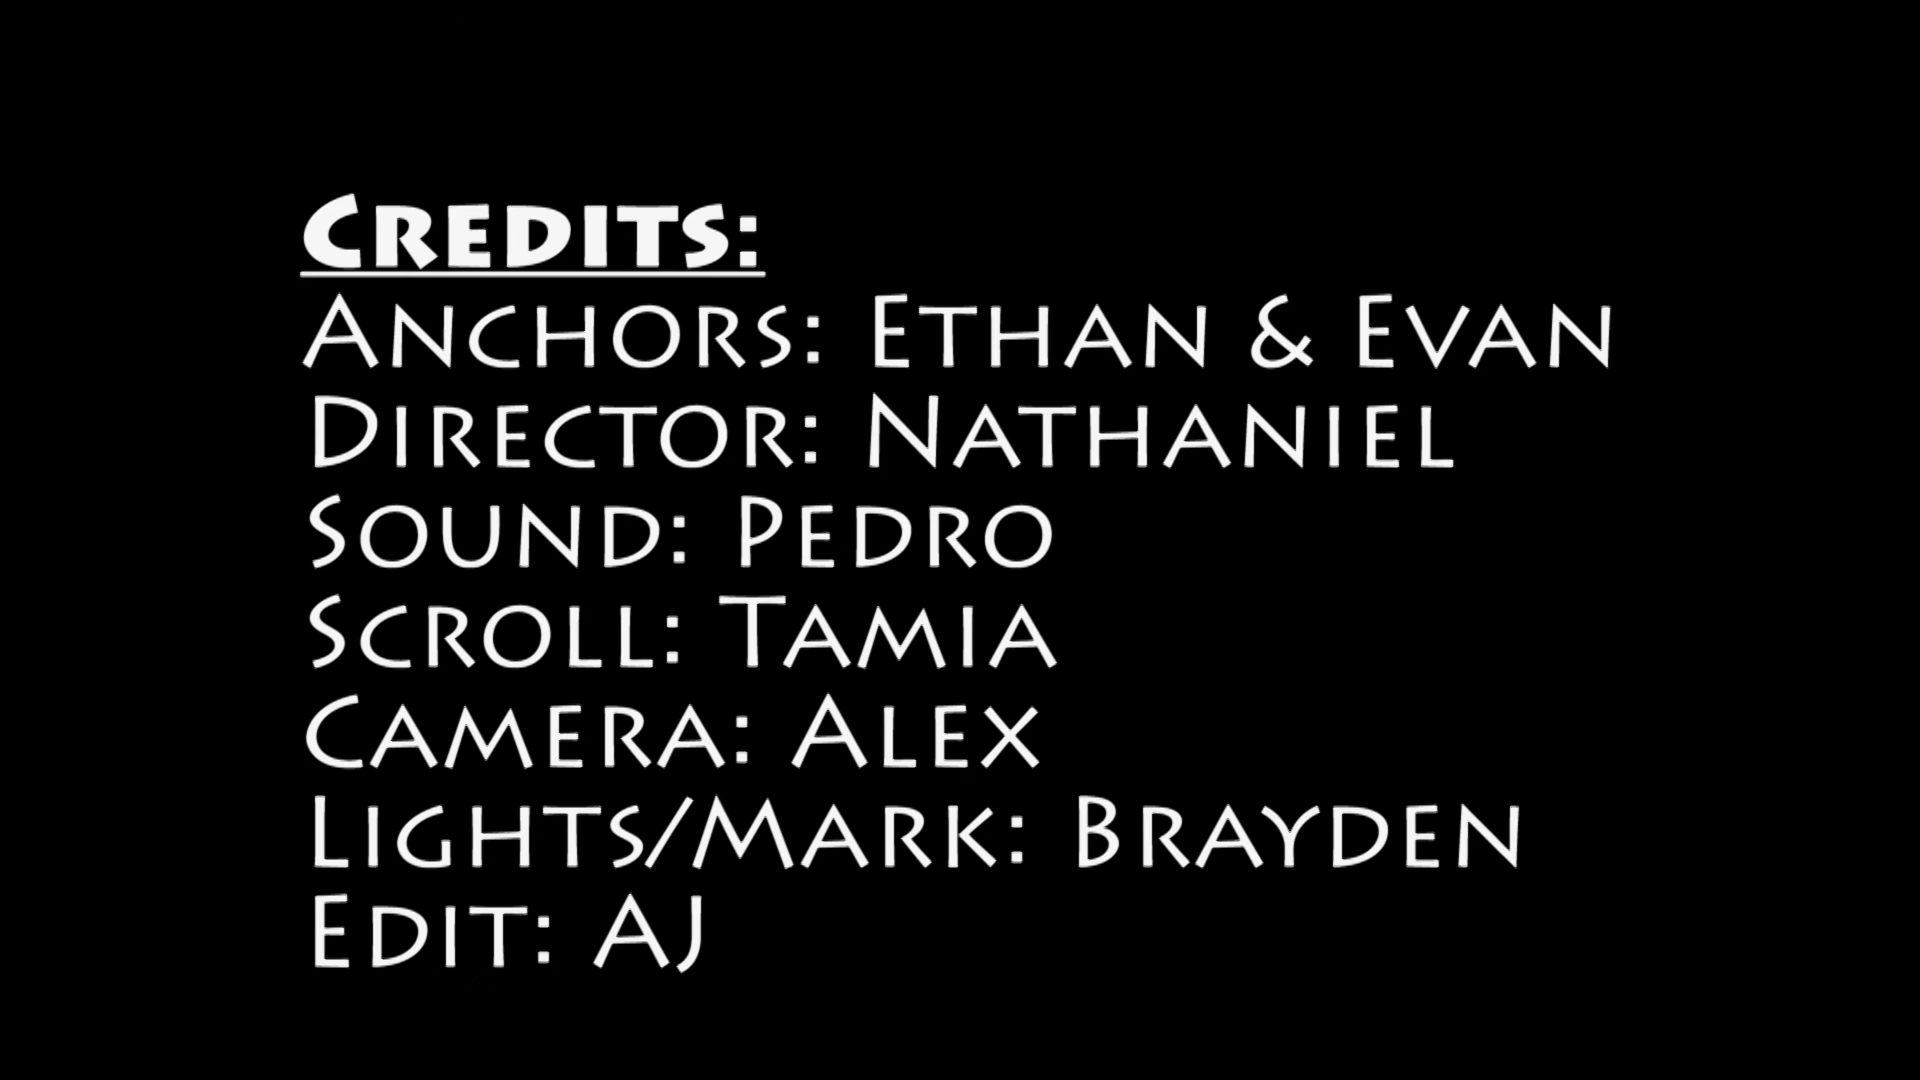 Credits:
Anchors: Ethan & Evan
Director: Nathaniel
Sound: Pedro
Scroll: Tamia
Camera: Alex
Lights/Mark: Brayden
Edit: AJ